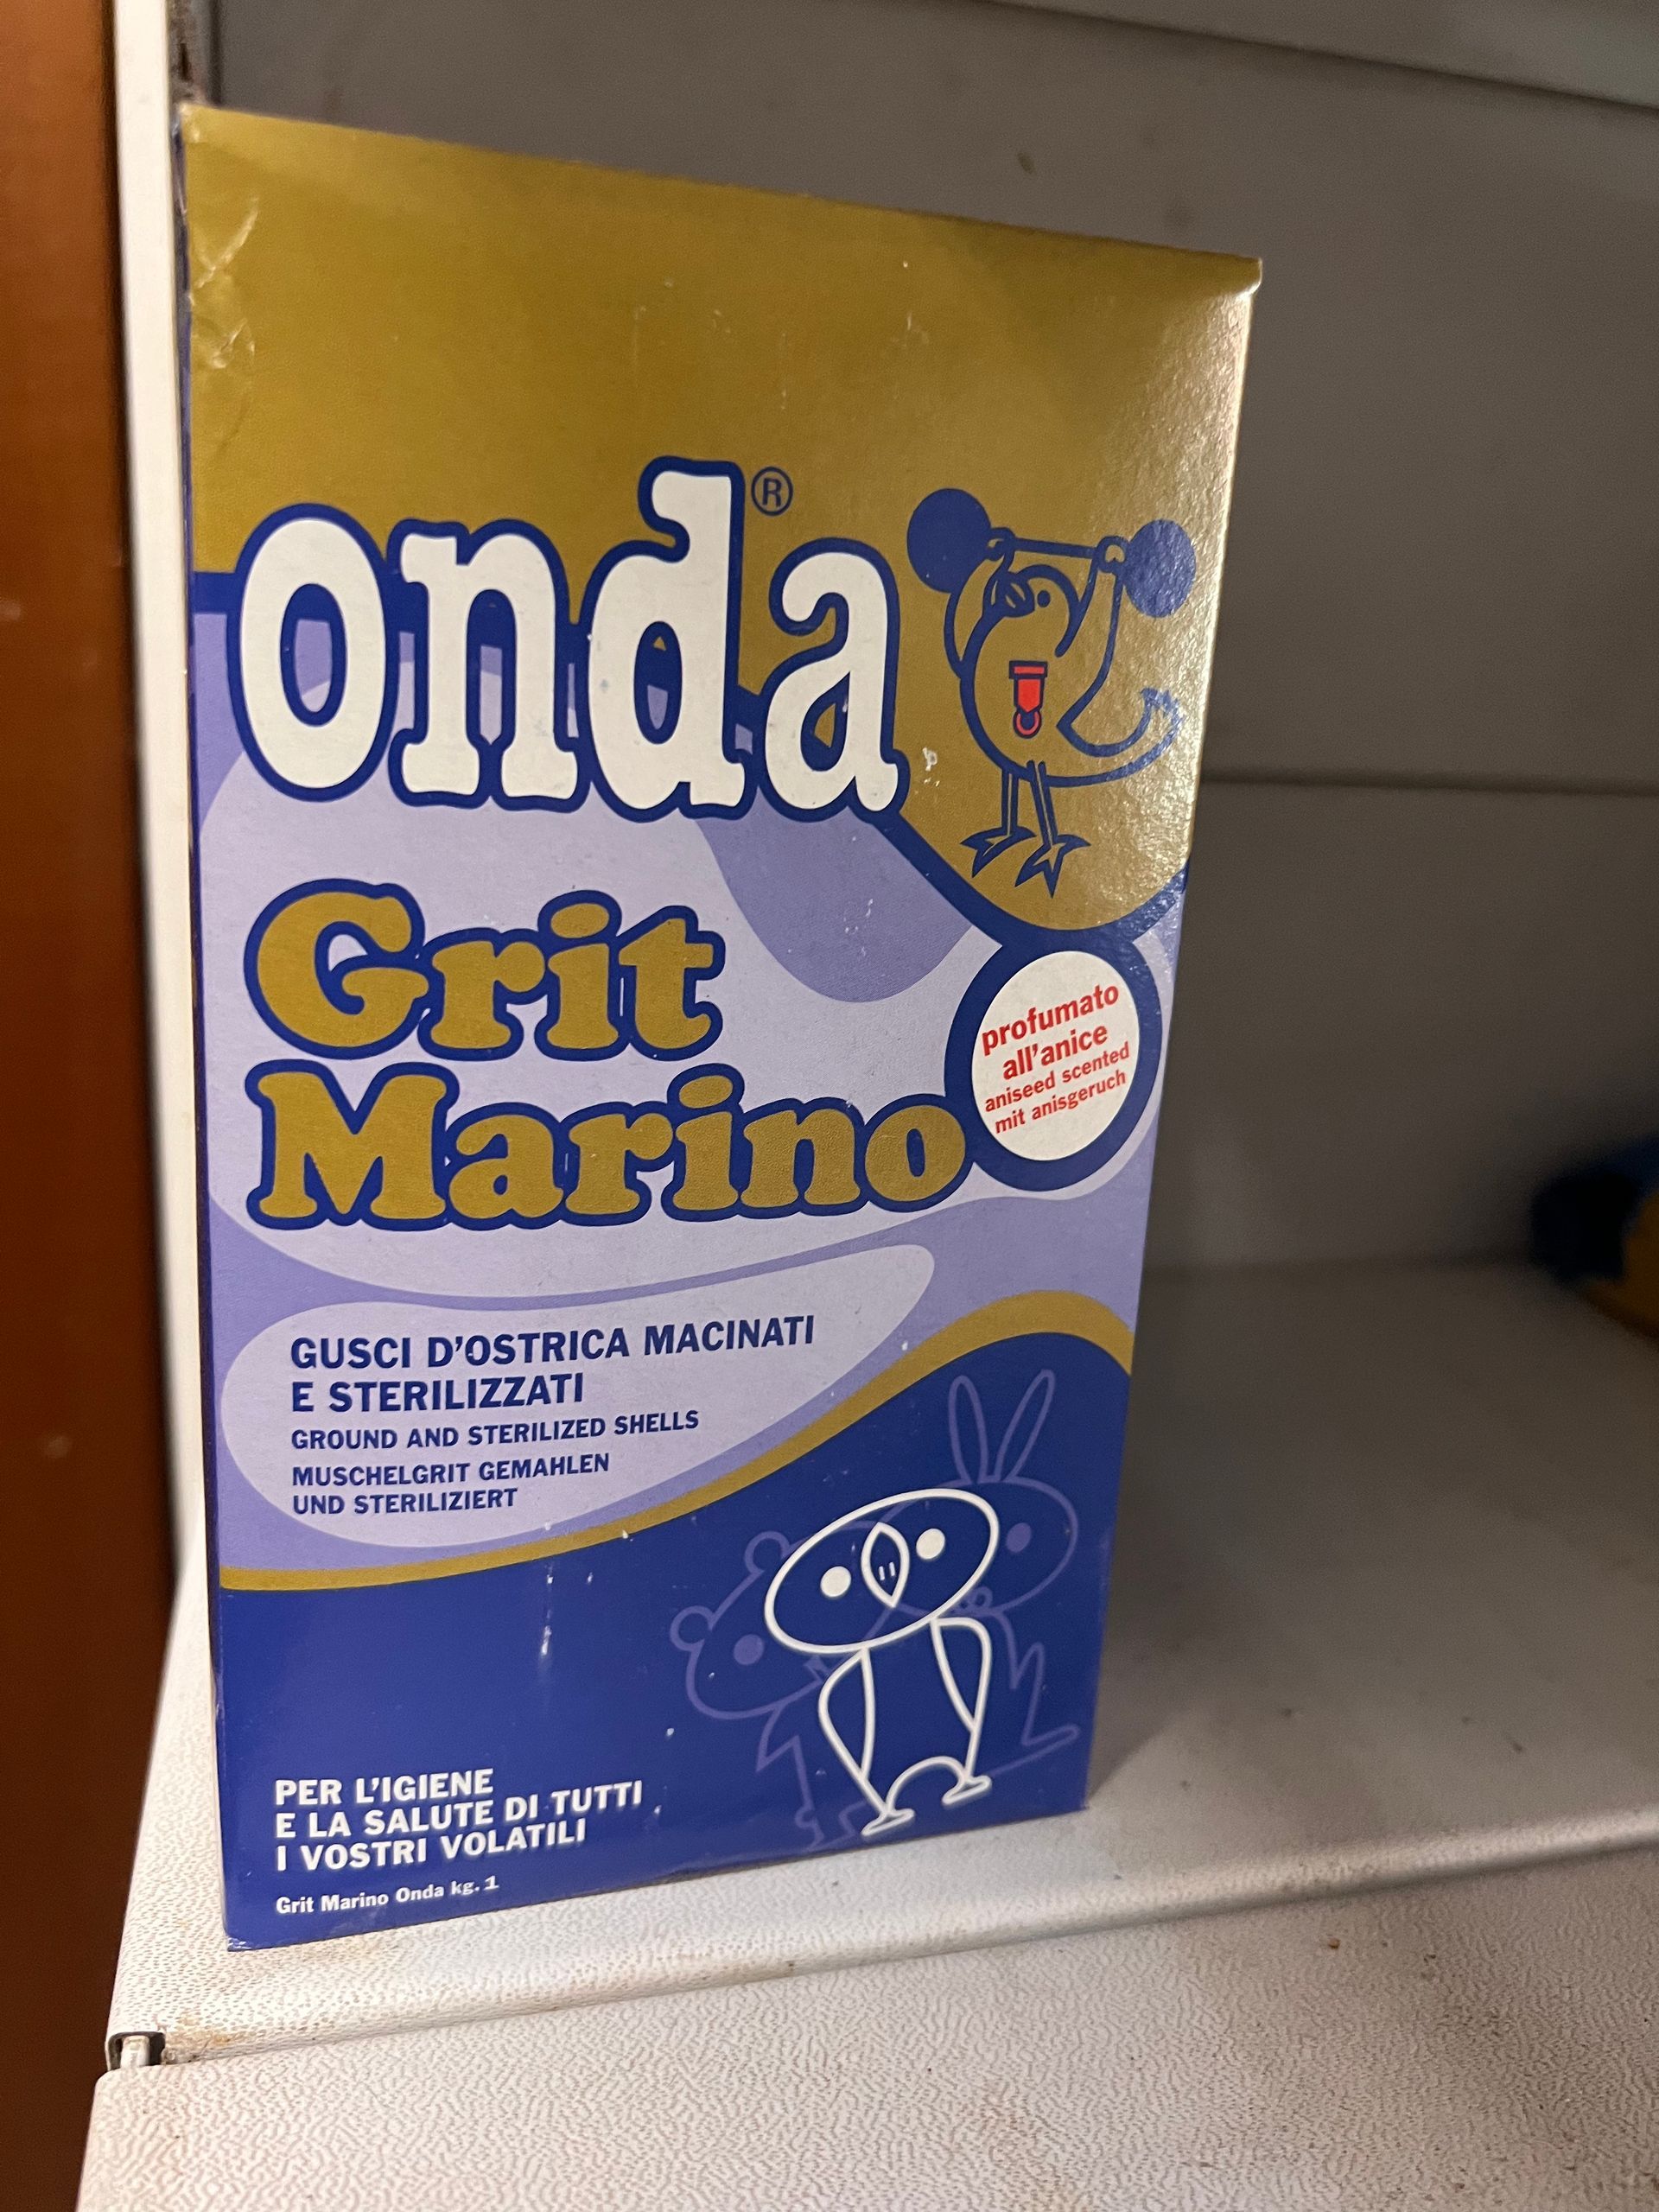 onda®
Grit
Marino
profumato
all'anice
aniseed scented
mit anisgeruch
GUSCI D'OSTRICA MACINATI
E STERILIZZATI
GROUND AND STERILIZED SHELLS
MUSCHELGRIT GEMAHLEN
UND STERILIZIERT
PER L'IGIENE
E LA SALUTE DI TUTTI
I VOSTRI VOLATILI
Grit Marino Onda kg. 1